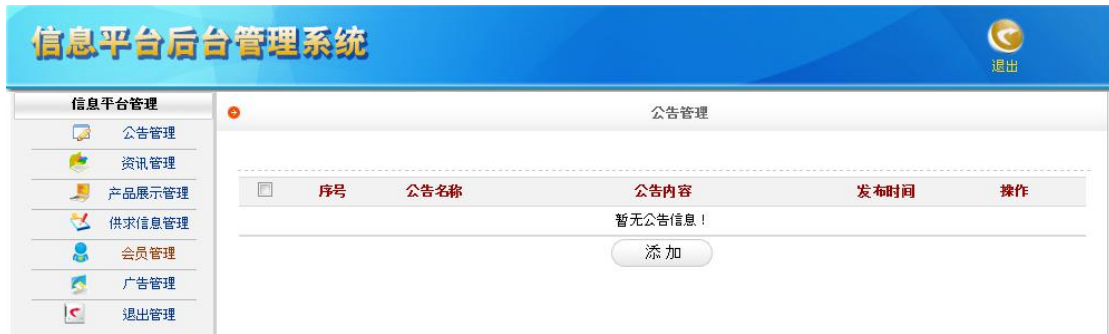 信息平台后台管理系统
退出
信息平台管理
公告管理
资讯管理
产品展示管理
供求信息管理
会员管理
广告管理
退出管理
公告管理
序号 公告名称 公告内容 发布时间 操作
暂无公告信息！
添 加